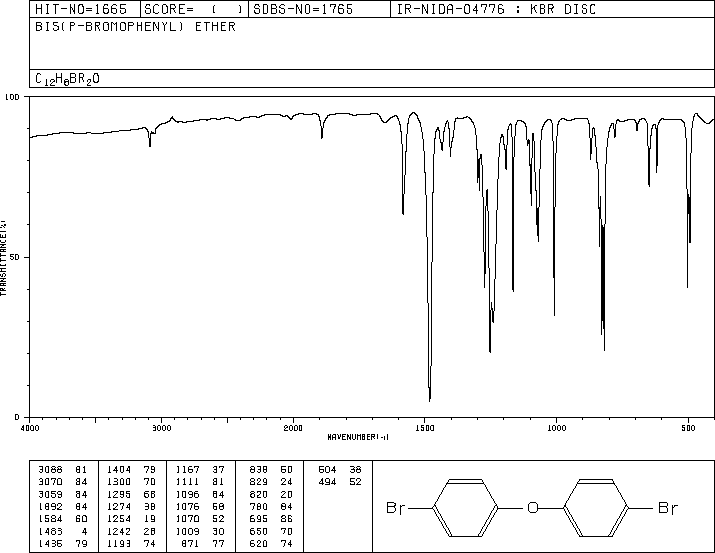 HIT-NO=1665 SCORE= ( ) SDBS-NO=1765 IR-NIDA-04776 : KBR DISC
BIS(P-BROMOPHENYL) ETHER
C12H8BR2O
100
50
0
TRANSMITTANCE(%)
4000 3000 2000 1500 1000 500
WAVENUMBER(-1)
3088 81 1404 79 1167 37 838 50 504 38
3070 84 1300 70 1111 81 829 24 494 52
3059 84 1295 68 1096 64 820 20
1892 84 1274 38 1076 58 780 84
1584 60 1254 19 1070 52 695 86
1483 4 1242 28 1009 30 650 70
1436 79 1193 74 871 77 620 74
Br O Br